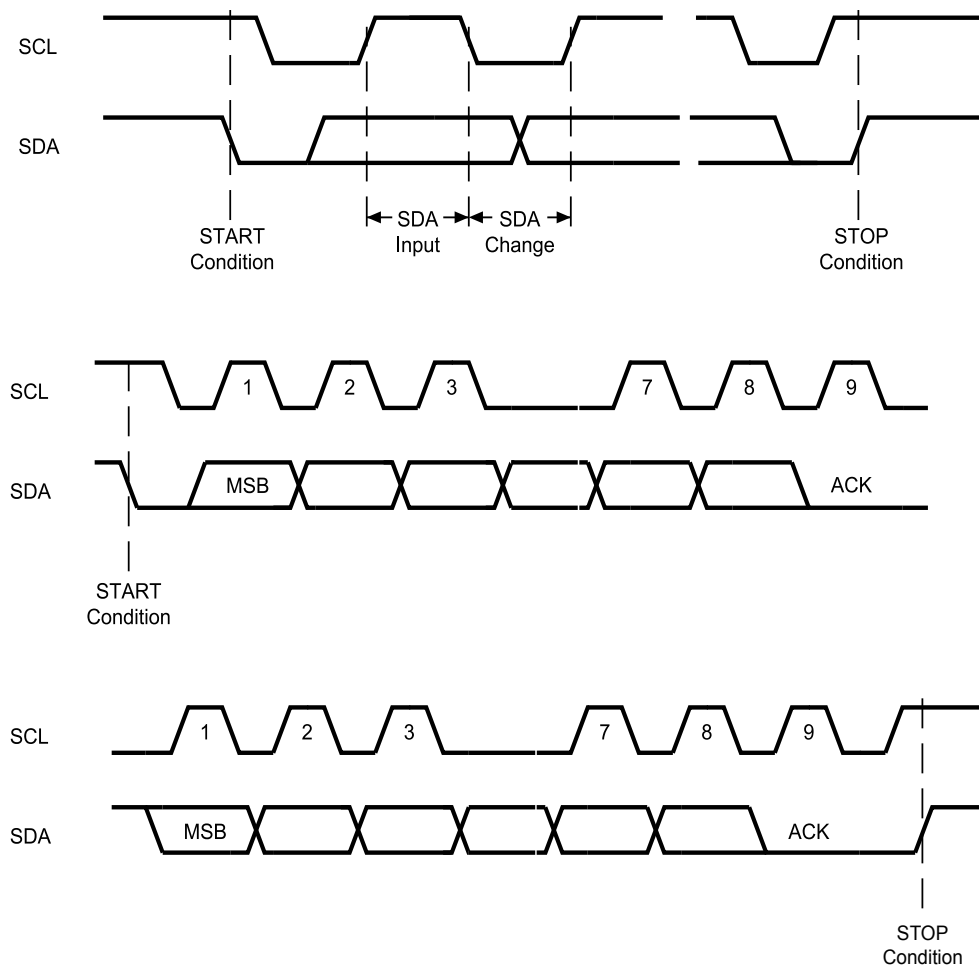 SCL
SDA
SDA
Input
SDA
Change
START
Condition
STOP
Condition
SCL
1
2
3
7
8
9
SDA
MSB
ACK
START
Condition
SCL
1
2
3
7
8
9
SDA
MSB
ACK
STOP
Condition